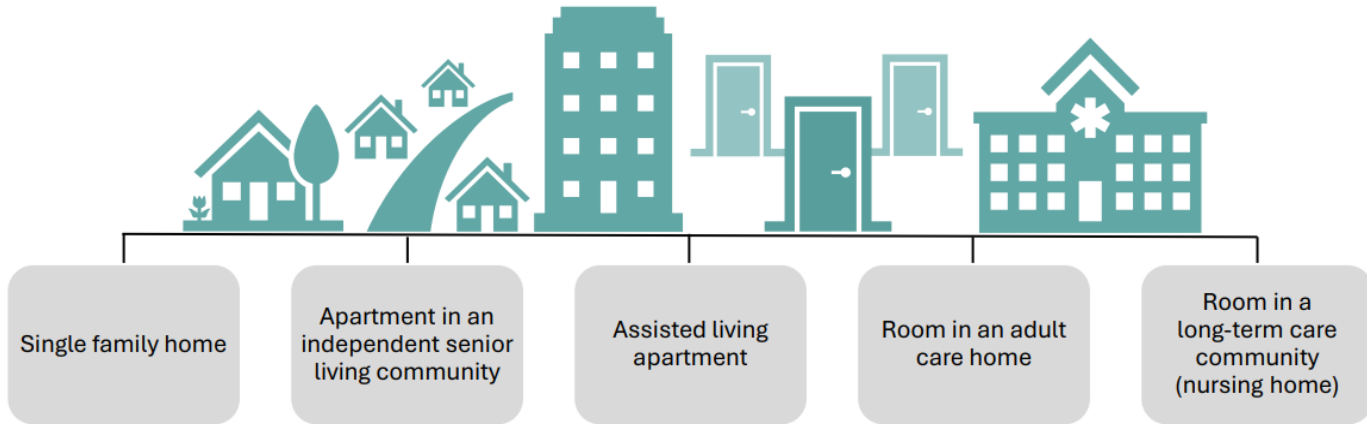 Single family home
Apartment in an
independent senior
living community
Assisted living
apartment
Room in an adult
care home
Room in a
long-term care
community
(nursing home)